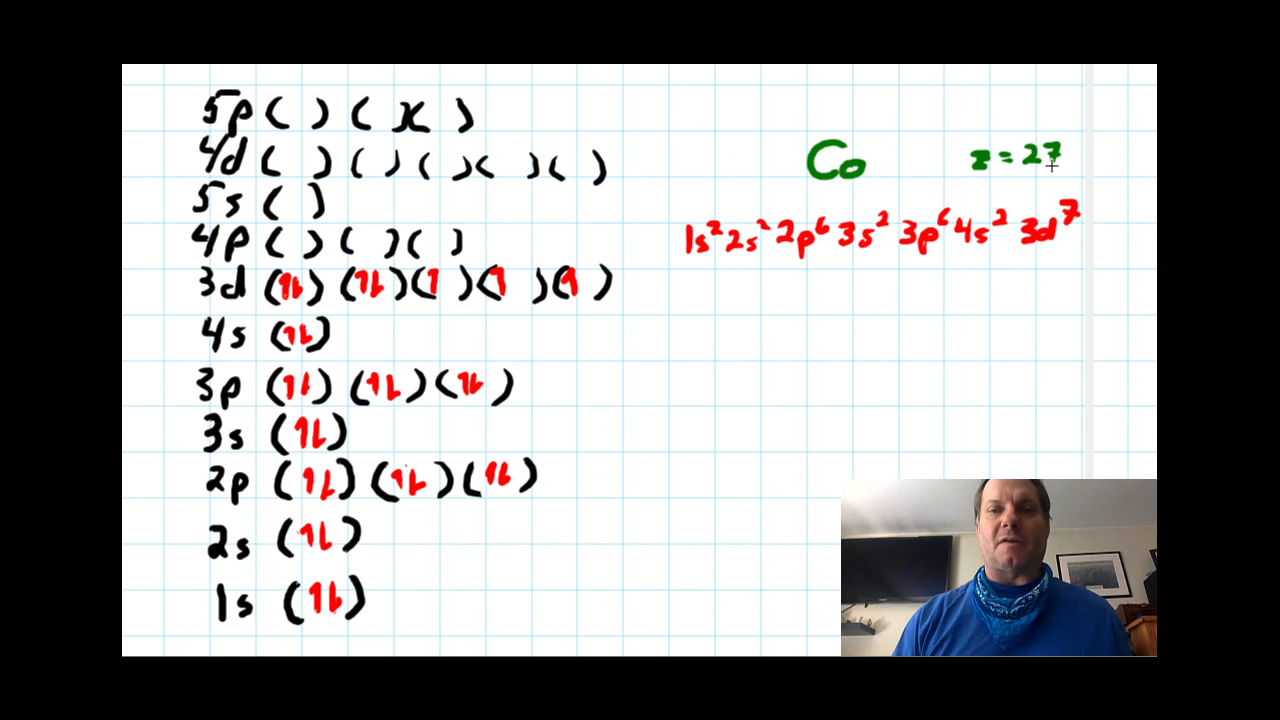 5p ( ) ( )( )
4d ( ) ( ) ( )( )( )
5s ( )
4p ( ) ( )( )
3d (↿⇂) (↿⇂)(↿ )(↿ )(↿ )
4s (↿⇂)
3p (↿⇂) (↿⇂)(↿⇂)
3s (↿⇂)
2p (↿⇂) (↿⇂)(↿⇂)
2s (↿⇂)
1s (↿⇂)
Co z=27
1s² 2s² 2p⁶ 3s² 3p⁶ 4s² 3d⁷